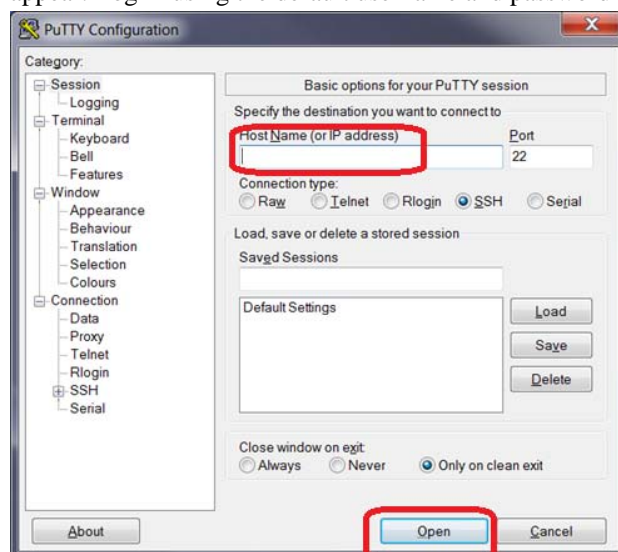 PuTTY Configuration
Category:
Session
Logging
Terminal
Keyboard
Bell
Features
Window
Appearance
Behaviour
Translation
Selection
Colours
Connection
Data
Proxy
Telnet
Rlogin
SSH
Serial
Basic options for your PuTTY session
Specify the destination you want to connect to
Host Name (or IP address) Port
22
Connection type:
Raw Telnet Rlogin SSH Serial
Load, save or delete a stored session
Saved Sessions
Default Settings
Load
Save
Delete
Close window on exit:
Always Never Only on clean exit
About Open Cancel